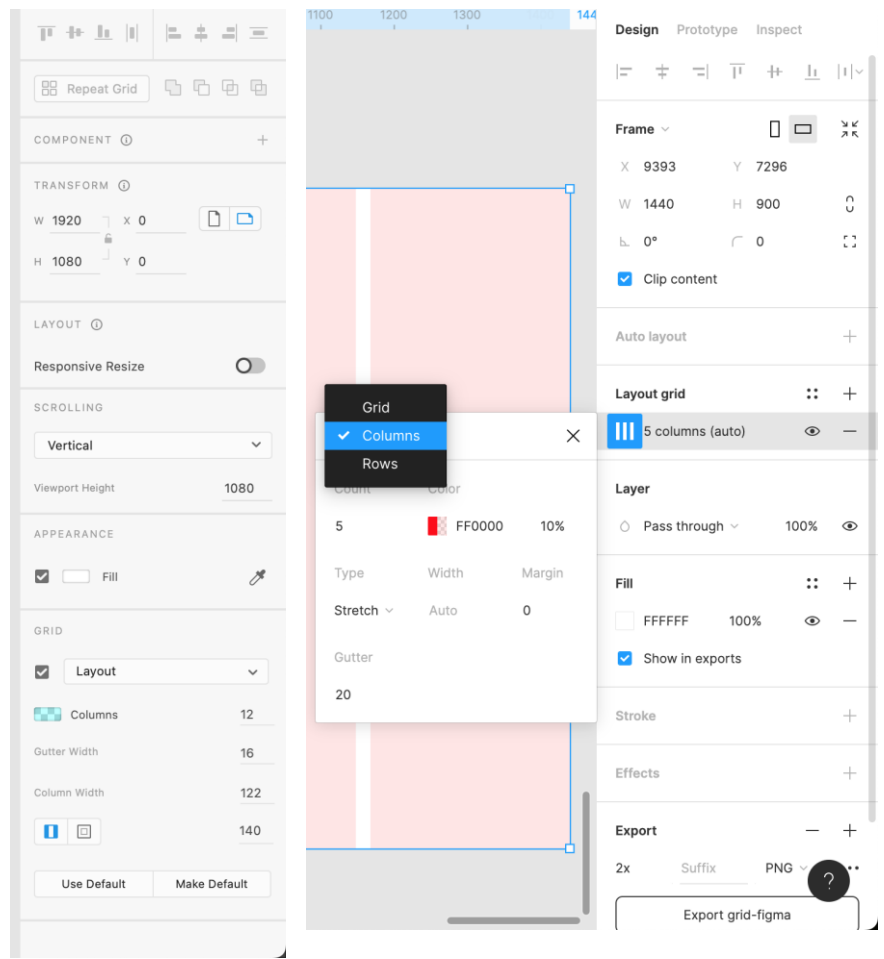 Repeat Grid
COMPONENT
TRANSFORM
W 1920 X 0
H 1080 Y 0
LAYOUT
Responsive Resize
SCROLLING
Vertical
Viewport Height 1080
APPEARANCE
Fill
GRID
Layout
Columns 12
Gutter Width 16
Column Width 122
140
Use Default Make Default
1100 1200 1300 144
Grid
Columns
Rows
Count Color
5 FF0000 10%
Type Width Margin
Stretch Auto 0
Gutter
20
Design Prototype Inspect
Frame
X 9393 Y 7296
W 1440 H 900
0° 0
Clip content
Auto layout
Layout grid
5 columns (auto)
Layer
Pass through 100%
Fill
FFFFFF 100%
Show in exports
Stroke
Effects
Export
2x Suffix PNG
?
Export grid-figma